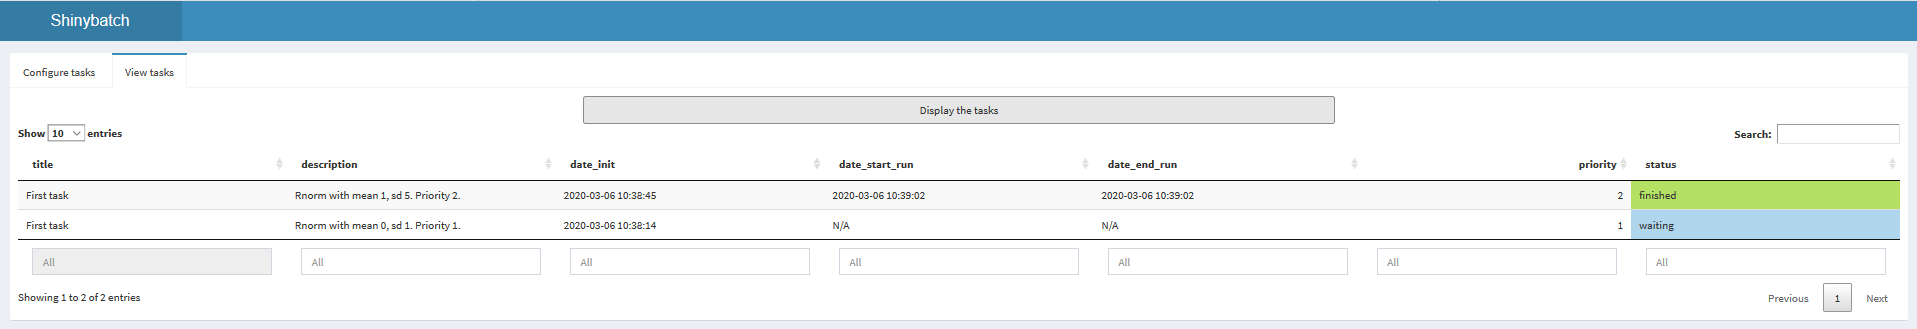 Shinybatch
Configure tasks View tasks
Display the tasks
Show 10 entries Search:
title description date_init date_start_run date_end_run priority status
First task Rnorm with mean 1, sd 5. Priority 2. 2020-03-06 10:38:45 2020-03-06 10:39:02 2020-03-06 10:39:02 2 finished
First task Rnorm with mean 0, sd 1. Priority 1. 2020-03-06 10:38:14 N/A N/A 1 waiting
All All All All All All All
Showing 1 to 2 of 2 entries Previous 1 Next